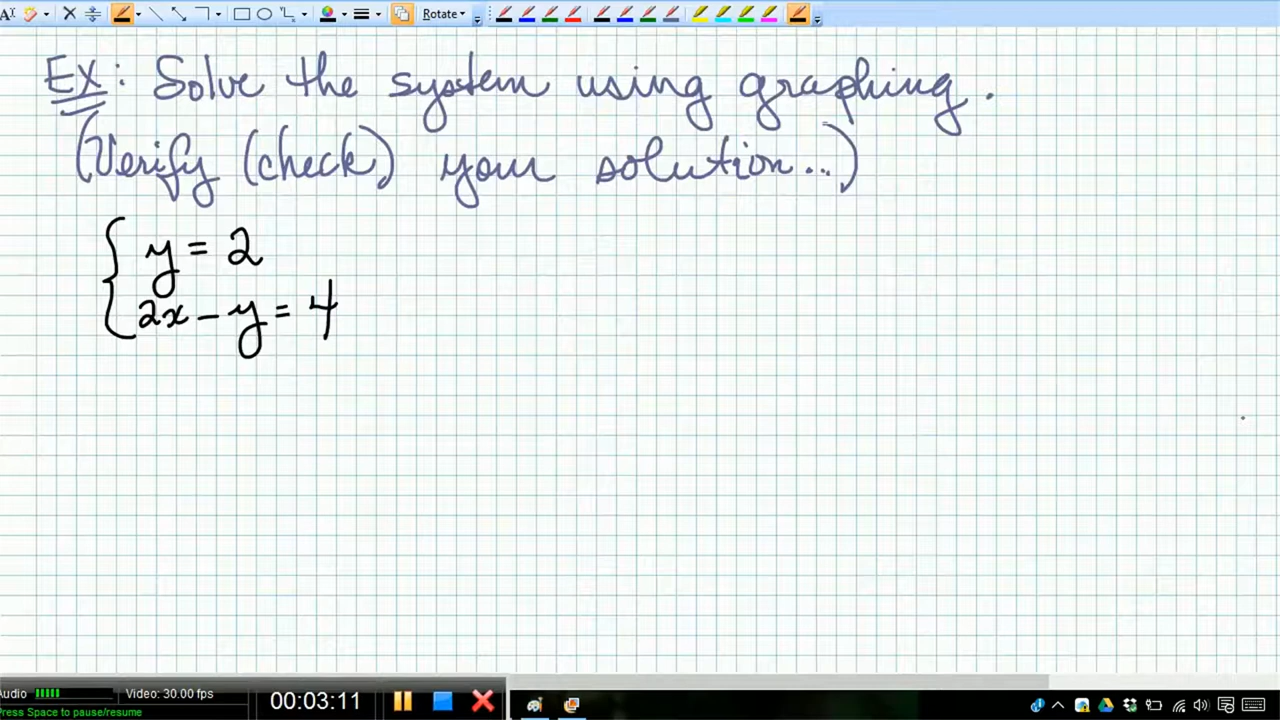 Rotate
EX: Solve the system using graphing.
(Verify (check) your solution...)
y = 2
2x - y = 4
Audio
Video: 30.00 fps
00:03:11
Press Space to pause/resume